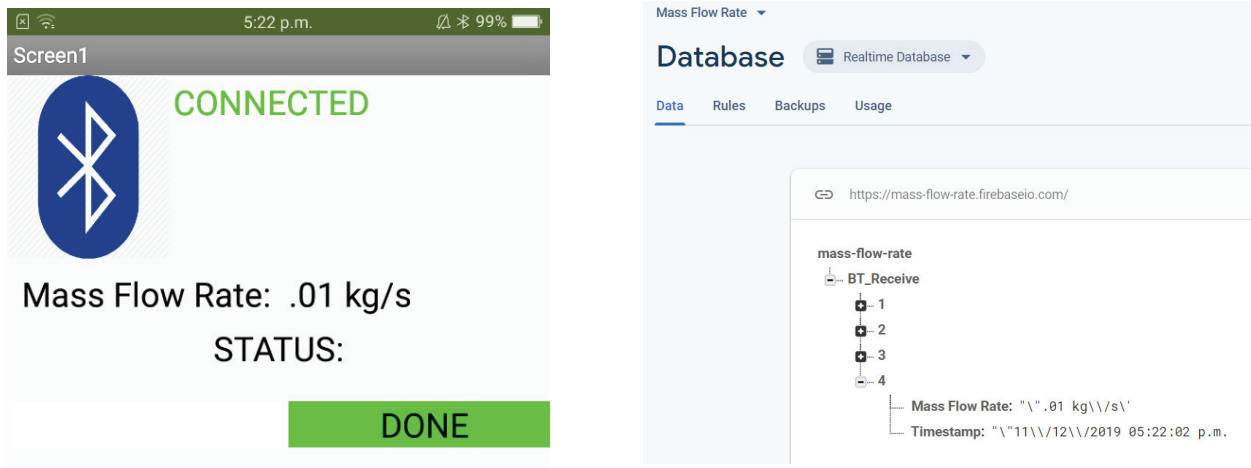 5:22 p.m.
99%
Screen1
CONNECTED
Mass Flow Rate: .01 kg/s
STATUS:
DONE
Mass Flow Rate
Database
Realtime Database
Data Rules Backups Usage
https://mass-flow-rate.firebaseio.com/
mass-flow-rate
BT_Receive
1
2
3
4
Mass Flow Rate: "\".01 kg\\/s\'
Timestamp: "\"11\\/12\\/2019 05:22:02 p.m.